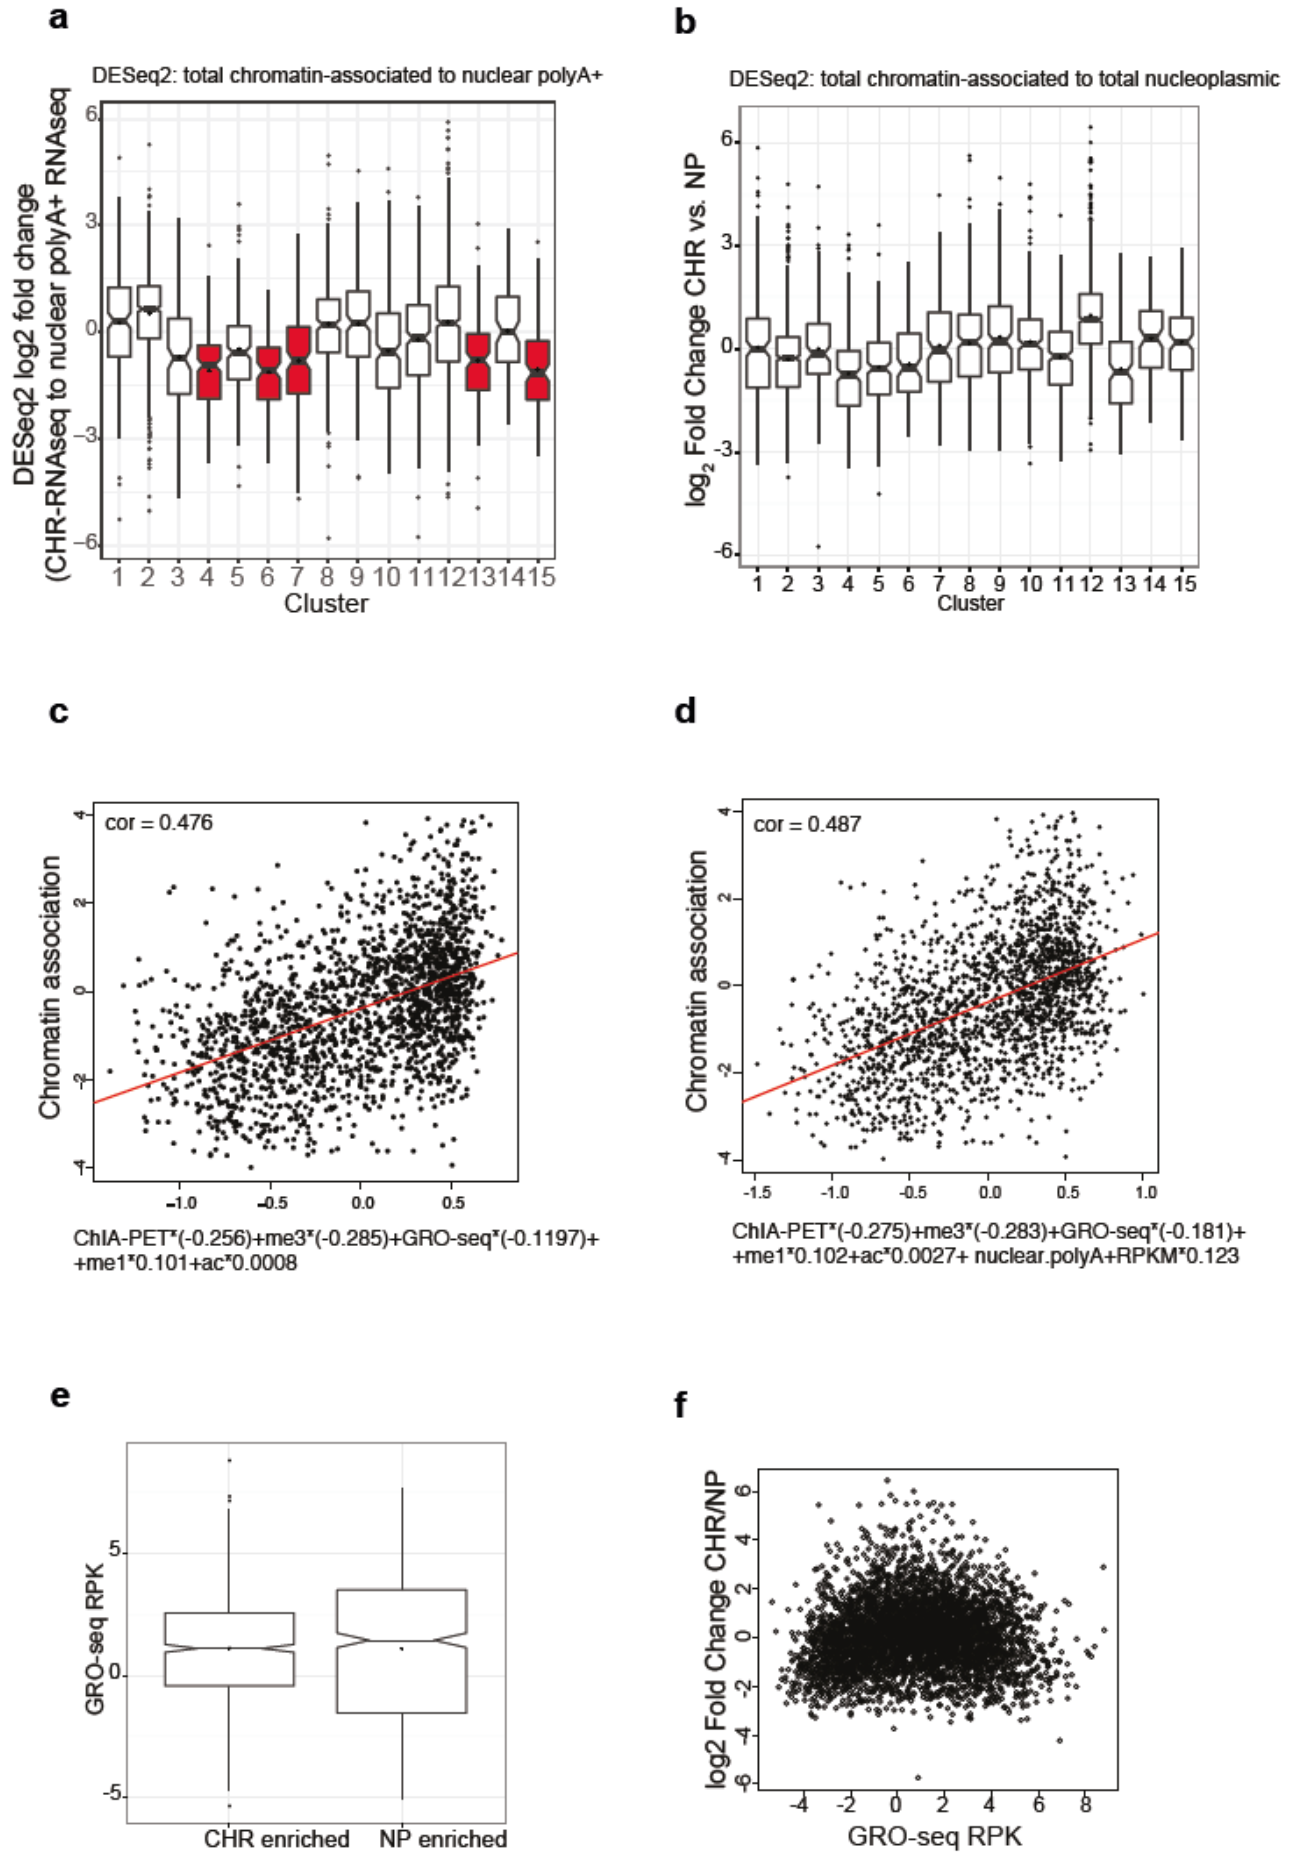 a
DESeq2: total chromatin-associated to nuclear polyA+
DESeq2 log2 fold change
(CHR-RNAseq to nuclear polyA+ RNAseq
6
3
0
−3
−6
1 2 3 4 5 6 7 8 9 10 11 12 13 14 15
Cluster
b
DESeq2: total chromatin-associated to total nucleoplasmic
log2 Fold Change CHR vs. NP
6
3
0
-3
-6
1 2 3 4 5 6 7 8 9 10 11 12 13 14 15
Cluster
c
cor = 0.476
Chromatin association
4
2
0
-2
-4
−1.0 −0.5 0.0 0.5
ChIA-PET*(-0.256)+me3*(-0.285)+GRO-seq*(-0.1197)+
+me1*0.101+ac*0.0008
d
cor = 0.487
Chromatin association
4
2
0
-2
-4
-1.5 -1.0 -0.5 0.0 0.5 1.0
ChIA-PET*(-0.275)+me3*(-0.283)+GRO-seq*(-0.181)+
+me1*0.102+ac*0.0027+ nuclear.polyA+RPKM*0.123
e
GRO-seq RPK
5
0
-5
CHR enriched NP enriched
f
log2 Fold Change CHR/NP
6
4
2
0
-2
-4
-6
-4 -2 0 2 4 6 8
GRO-seq RPK